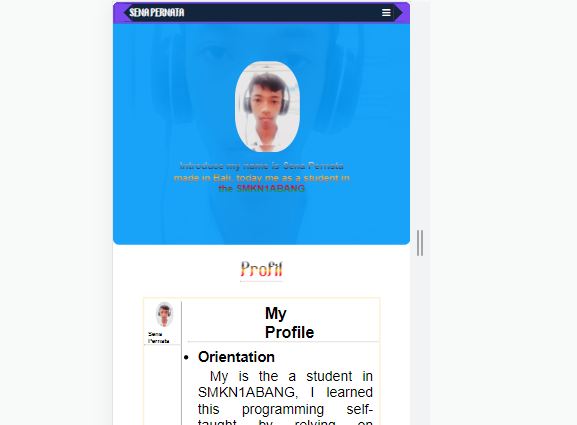 SENA PERNATA
Introduce my name is Sena Pernata
made in Bali, today me as a student in
the SMKN1ABANG
Profil
Sena
Pernata
My
Profile
Orientation
My is the a student in
SMKN1ABANG, I learned
this programming self-
taught by relying on